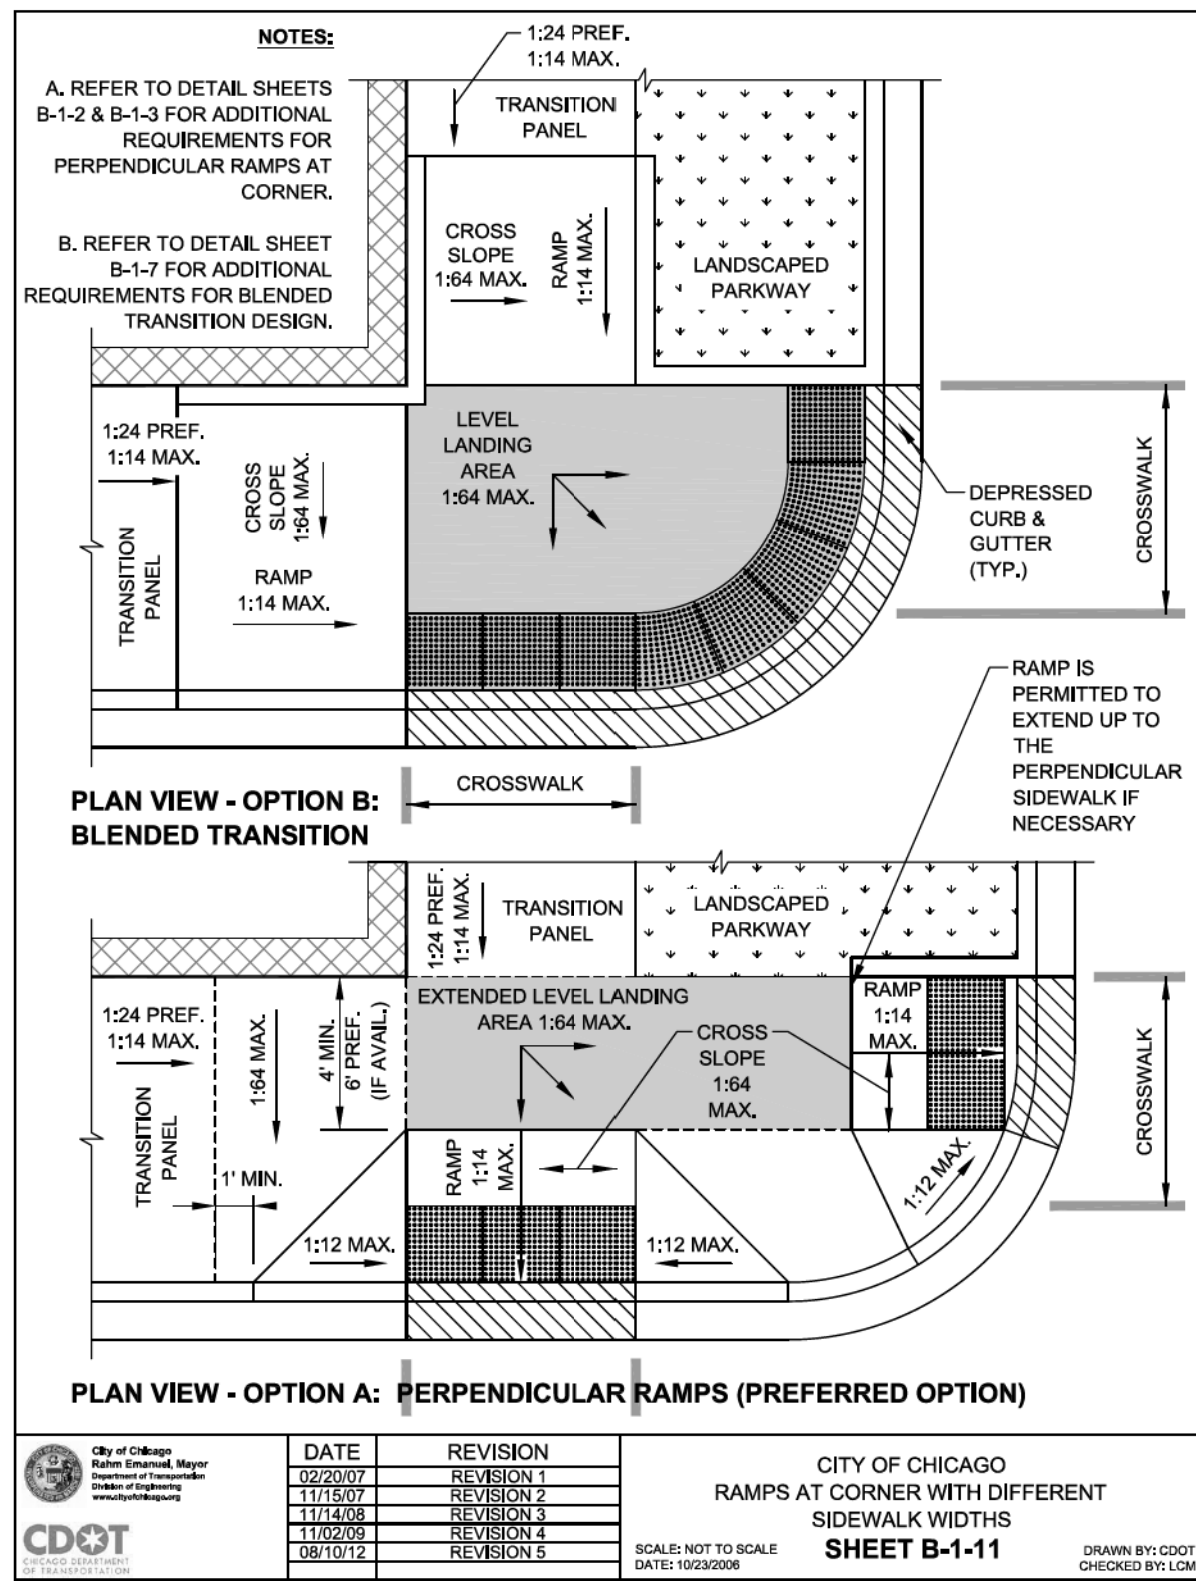 NOTES:
A. REFER TO DETAIL SHEETS
B-1-2 & B-1-3 FOR ADDITIONAL
REQUIREMENTS FOR
PERPENDICULAR RAMPS AT
CORNER.
B. REFER TO DETAIL SHEET
B-1-7 FOR ADDITIONAL
REQUIREMENTS FOR BLENDED
TRANSITION DESIGN.
1:24 PREF.
1:14 MAX.
TRANSITION
PANEL
CROSS
SLOPE
1:64 MAX.
RAMP
1:14 MAX.
LANDSCAPED
PARKWAY
1:24 PREF.
1:14 MAX.
TRANSITION
PANEL
CROSS
SLOPE
1:64 MAX.
RAMP
1:14 MAX.
LEVEL
LANDING
AREA
1:64 MAX.
DEPRESSED
CURB &
GUTTER
(TYP.)
CROSSWALK
CROSSWALK
PLAN VIEW - OPTION B:
BLENDED TRANSITION
RAMP IS
PERMITTED TO
EXTEND UP TO
THE
PERPENDICULAR
SIDEWALK IF
NECESSARY
1:24 PREF.
1:14 MAX.
TRANSITION
PANEL
LANDSCAPED
PARKWAY
1:24 PREF.
1:14 MAX.
TRANSITION
PANEL
1:64 MAX.
1' MIN.
4' MIN.
6' PREF.
(IF AVAIL.)
EXTENDED LEVEL LANDING
AREA 1:64 MAX.
CROSS
SLOPE
1:64
MAX.
RAMP
1:14
MAX.
CROSSWALK
RAMP
1:14
MAX.
1:12 MAX.
1:12 MAX.
1:12 MAX.
PLAN VIEW - OPTION A: PERPENDICULAR RAMPS (PREFERRED OPTION)
City of Chicago
Rahm Emanuel, Mayor
Department of Transportation
Division of Engineering
www.cityofchicago.org
CDOT
CHICAGO DEPARTMENT
OF TRANSPORTATION
DATE REVISION
02/20/07 REVISION 1
11/15/07 REVISION 2
11/14/08 REVISION 3
11/02/09 REVISION 4
08/10/12 REVISION 5
CITY OF CHICAGO
RAMPS AT CORNER WITH DIFFERENT
SIDEWALK WIDTHS
SHEET B-1-11
SCALE: NOT TO SCALE
DATE: 10/23/2006
DRAWN BY: CDOT
CHECKED BY: LCM